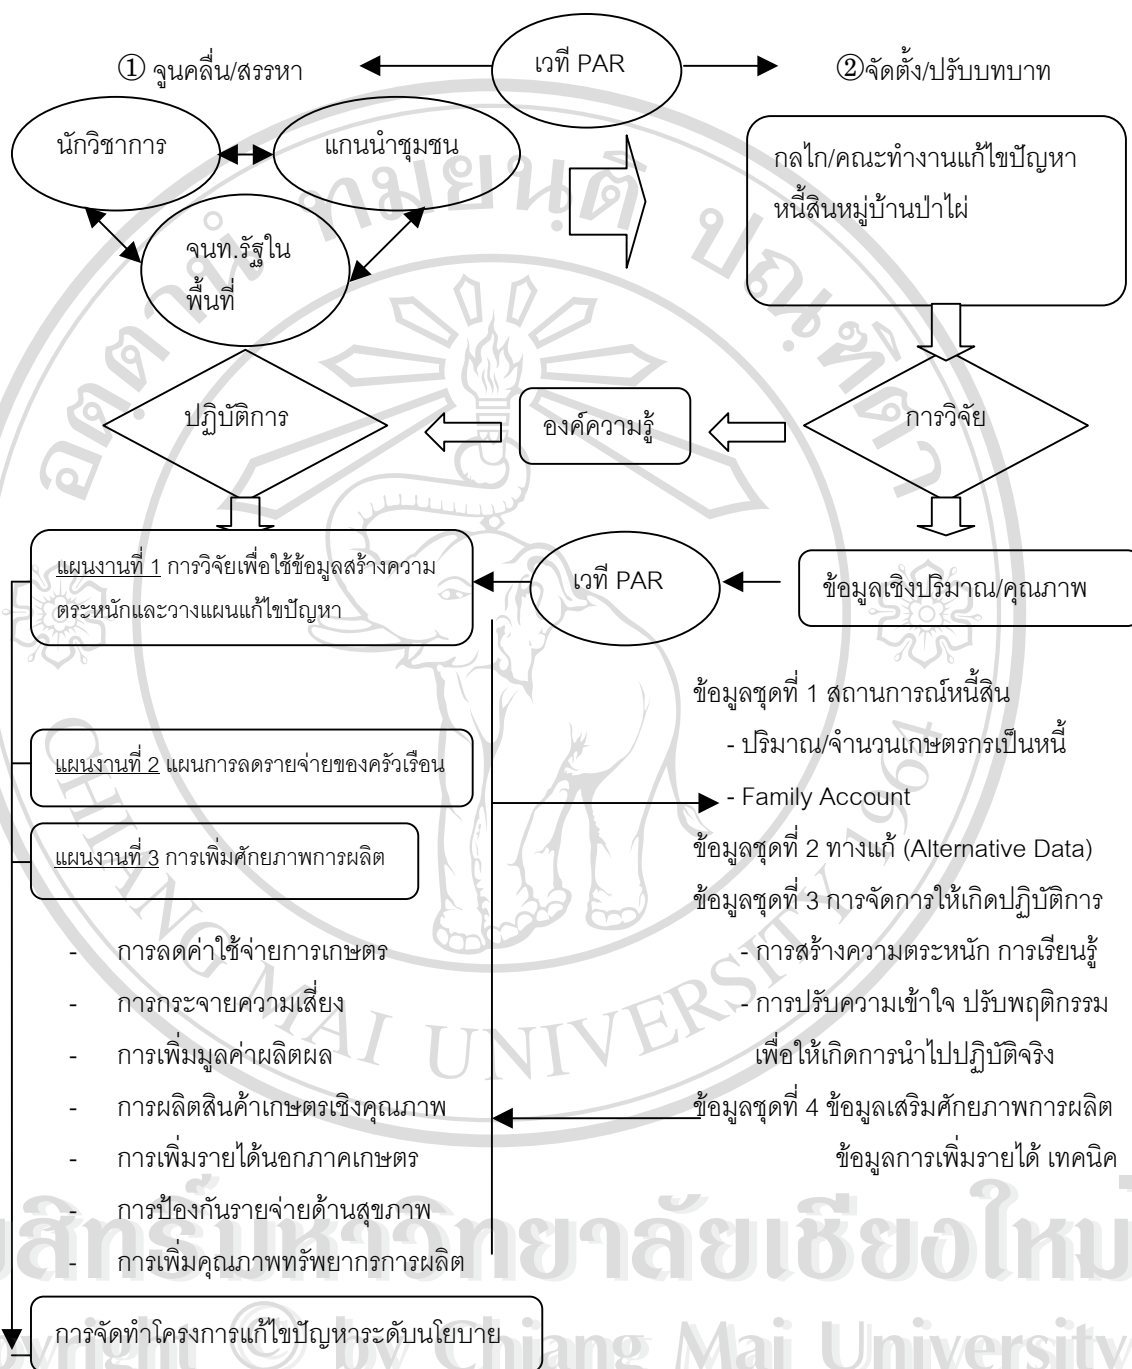 ① จูนคลื่น/สรรหา
เวที PAR
②จัดตั้ง/ปรับบทบาท
นักวิชาการ
แกนนำชุมชน
จนท.รัฐใน
พื้นที่
กลไก/คณะทำงานแก้ไขปัญหา
หนี้สินหมู่บ้านป่าไผ่
ปฏิบัติการ
องค์ความรู้
การวิจัย
แผนงานที่ 1 การวิจัยเพื่อใช้ข้อมูลสร้างความ
ตระหนักและวางแผนแก้ไขปัญหา
เวที PAR
ข้อมูลเชิงปริมาณ/คุณภาพ
แผนงานที่ 2 แผนการลดรายจ่ายของครัวเรือน
แผนงานที่ 3 การเพิ่มศักยภาพการผลิต
- การลดค่าใช้จ่ายการเกษตร
- การกระจายความเสี่ยง
- การเพิ่มมูลค่าผลิตผล
- การผลิตสินค้าเกษตรเชิงคุณภาพ
- การเพิ่มรายได้นอกภาคเกษตร
- การป้องกันรายจ่ายด้านสุขภาพ
- การเพิ่มคุณภาพทรัพยากรการผลิต
การจัดทำโครงการแก้ไขปัญหาระดับนโยบาย
ข้อมูลชุดที่ 1 สถานการณ์หนี้สิน
- ปริมาณ/จำนวนเกษตรกรเป็นหนี้
- Family Account
ข้อมูลชุดที่ 2 ทางแก้ (Alternative Data)
ข้อมูลชุดที่ 3 การจัดการให้เกิดปฏิบัติการ
- การสร้างความตระหนัก การเรียนรู้
- การปรับความเข้าใจ ปรับพฤติกรรม
เพื่อให้เกิดการนำไปปฏิบัติจริง
ข้อมูลชุดที่ 4 ข้อมูลเสริมศักยภาพการผลิต
ข้อมูลการเพิ่มรายได้ เทคนิค
CHIANG MAI UNIVERSITY 1964
สิทธิ์มหาวิทยาลัยเชียงใหม่
© by Chiang Mai University